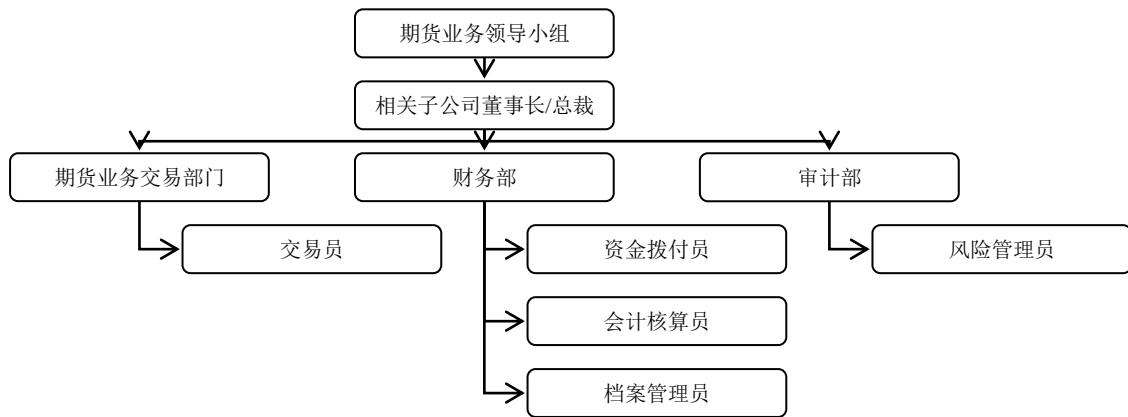 期货业务领导小组
相关子公司董事长/总裁
期货业务交易部门
财务部
审计部
交易员
资金拨付员
风险管理员
会计核算员
档案管理员